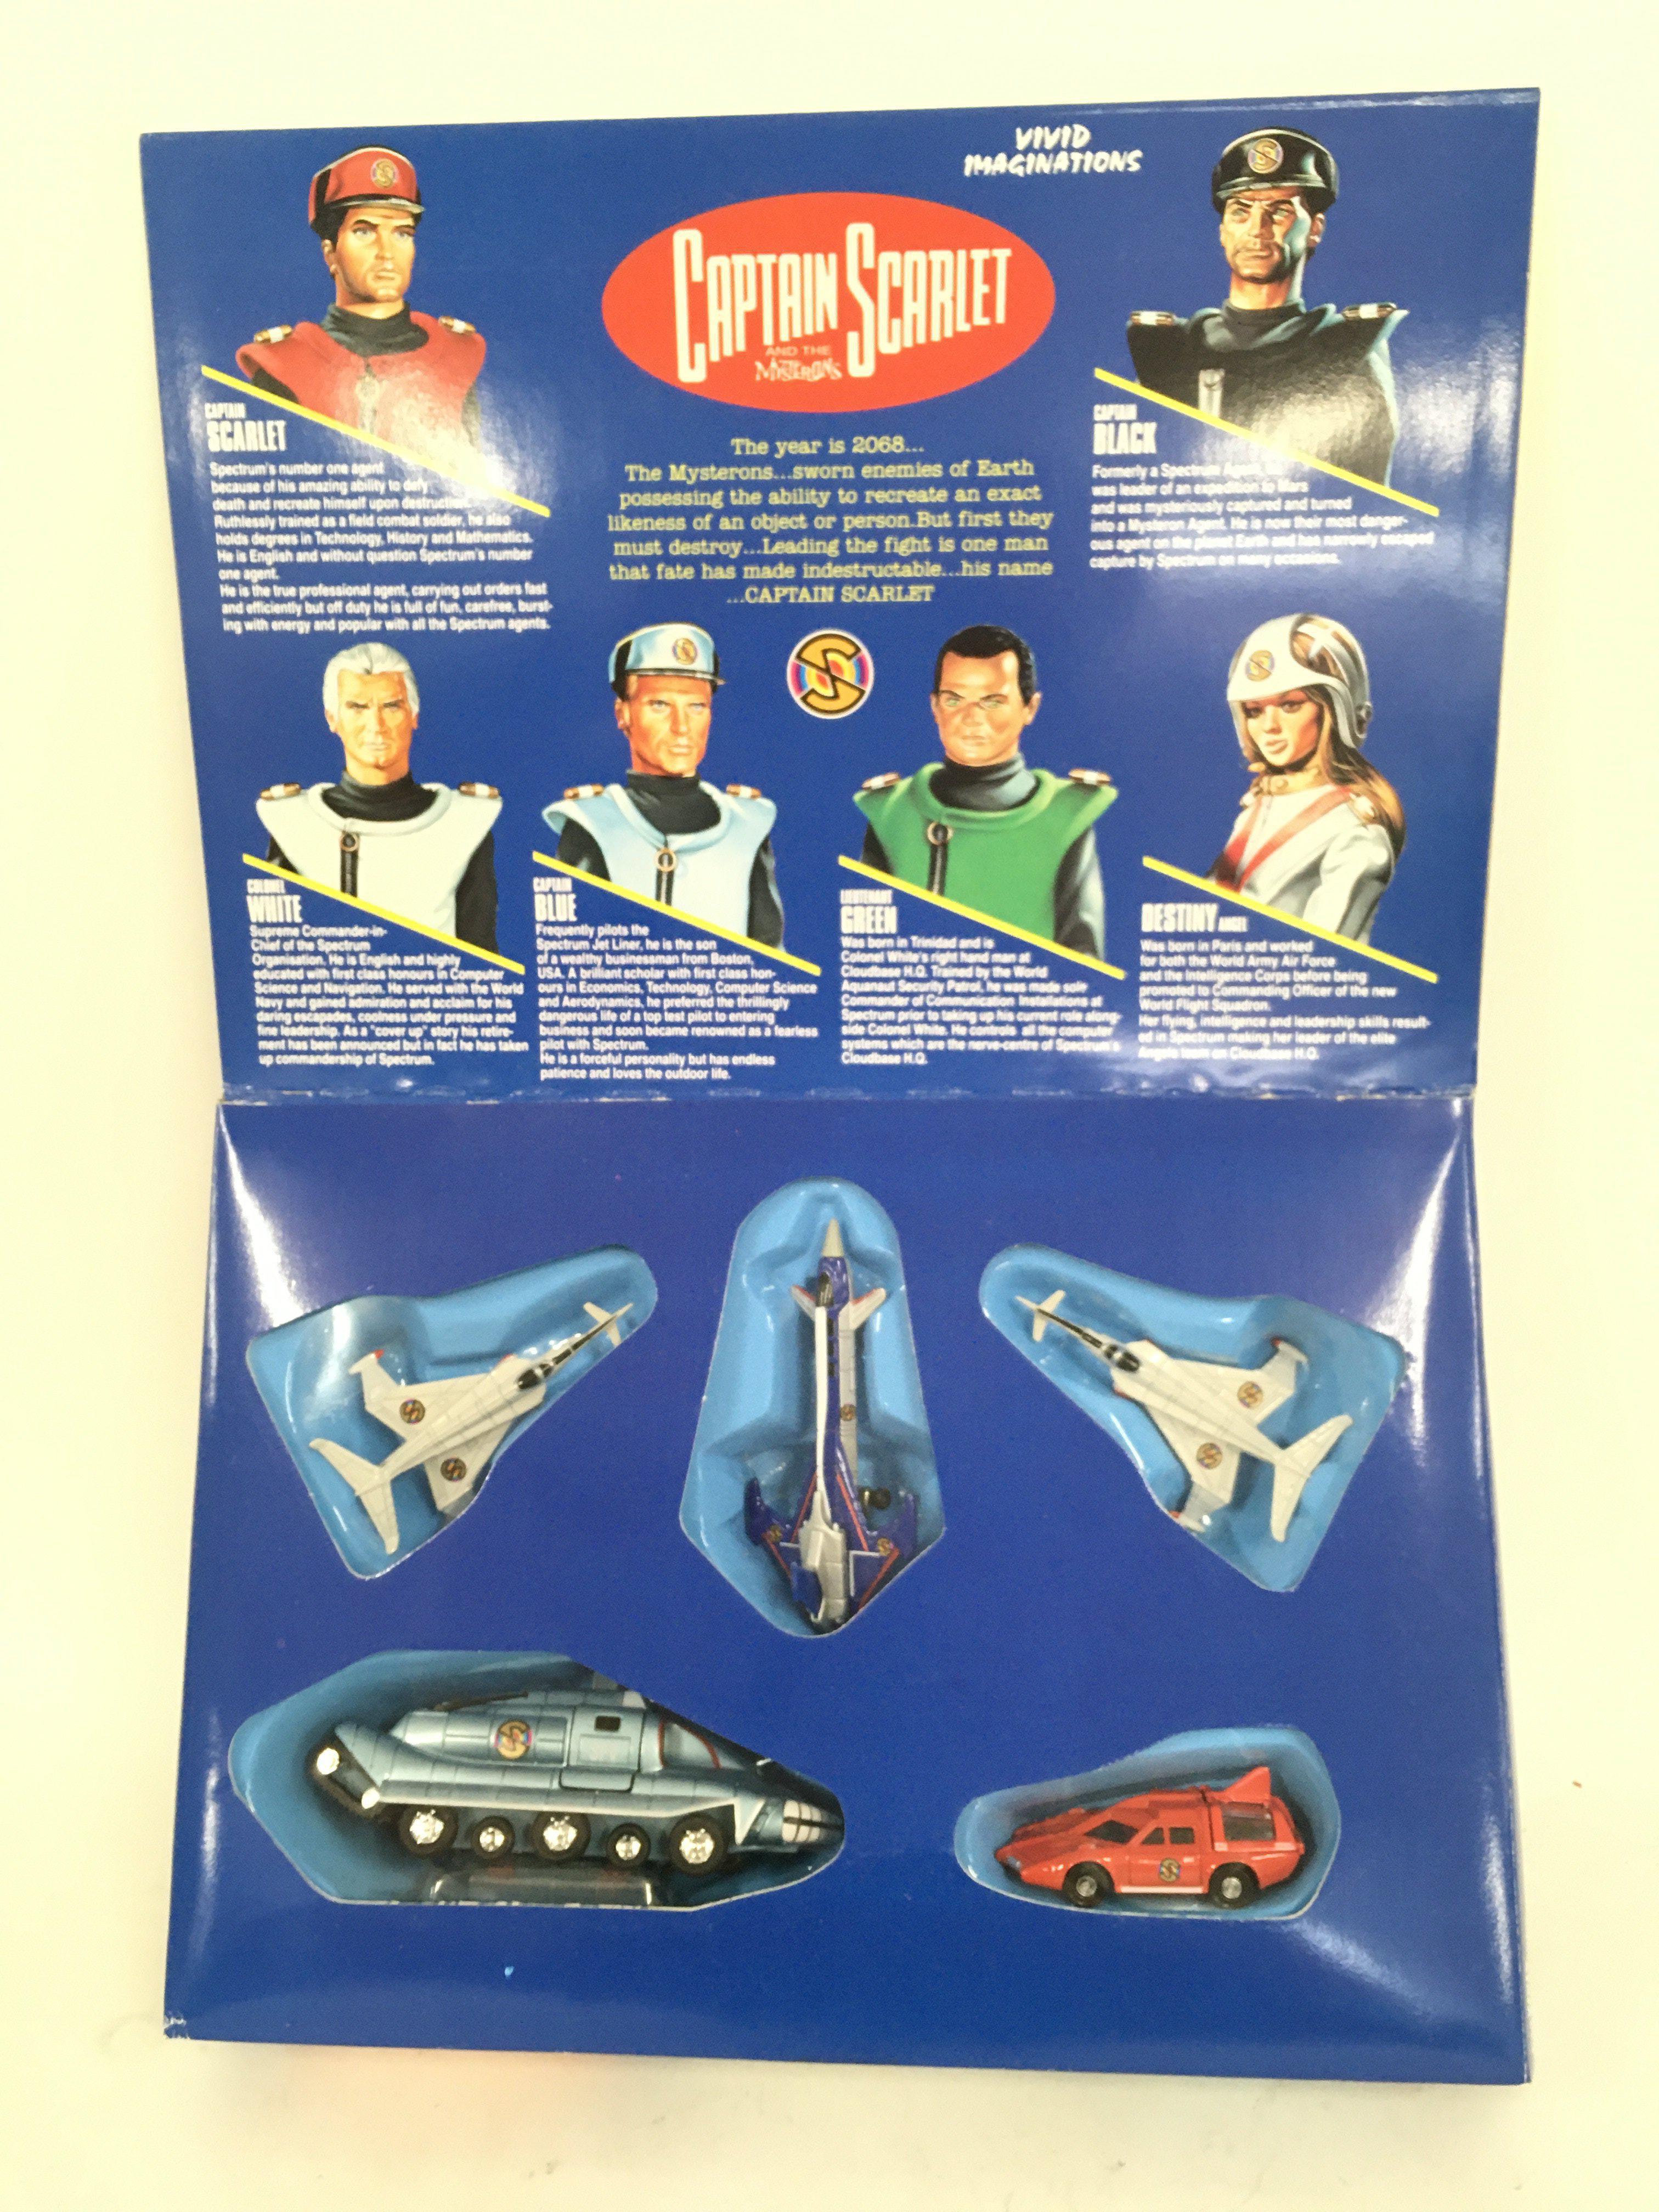 VIVID
IMAGINATIONS
CAPTAIN SCARLET
AND THE
MYSTERONS
The year is 2068...
The Mysterons...sworn enemies of Earth
possessing the ability to recreate an exact
likeness of an object or person.But first they
must destroy...Leading the fight is one man
that fate has made indestructable...his name
...CAPTAIN SCARLET
CAPTAIN
SCARLET
Spectrum's number one agent
because of his amazing ability to defy
death and recreate himself upon destruction.
Ruthlessly trained as a field combat soldier, he also
holds degrees in Technology, History and Mathematics.
He is English and without question Spectrum's number
one agent.
He is the true professional agent, carrying out orders fast
and efficiently but off duty he is full of fun, carefree, burst-
ing with energy and popular with all the Spectrum agents.
CAPTAIN
BLACK
Formerly a Spectrum Agent,
was leader of an expedition to Mars
and was mysteriously captured and turned
into a Mysteron Agent. He is now their most danger-
ous agent on the planet Earth and has narrowly escaped
capture by Spectrum on many occasions.
COLONEL
WHITE
Supreme Commander-in-
Chief of the Spectrum
Organisation. He is English and highly
educated with first class honours in Computer
Science and Navigation. He served with the World
Navy and gained admiration and acclaim for his
daring escapades, coolness under pressure and
fine leadership. As a "cover up" story his retire-
ment has been announced but in fact he has taken
up commandership of Spectrum.
CAPTAIN
BLUE
Frequently pilots the
Spectrum Jet Liner, he is the son
of a wealthy businessman from Boston,
USA. A brilliant scholar with first class hon-
ours in Economics, Technology, Computer Science
and Aerodynamics, he preferred the thrillingly
dangerous life of a top test pilot to entering
business and soon became renowned as a fearless
pilot with Spectrum.
He is a forceful personality but has endless
patience and loves the outdoor life.
LIEUTENANT
GREEN
Was born in Trinidad and is
Colonel White's right hand man at
Cloudbase H.Q. Trained by the World
Aquanaut Security Patrol, he was made sole
Commander of Communication Installations at
Spectrum prior to taking up his current role along-
side Colonel White. He controls all the computer
systems which are the nerve-centre of Spectrum's
Cloudbase H.Q.
DESTINY ANGEL
Was born in Paris and worked
for both the World Army Air Force
and the Intelligence Corps before being
promoted to Commanding Officer of the new
World Flight Squadron.
Her flying, intelligence and leadership skills result-
ed in Spectrum making her leader of the elite
Angels team on Cloudbase H.Q.